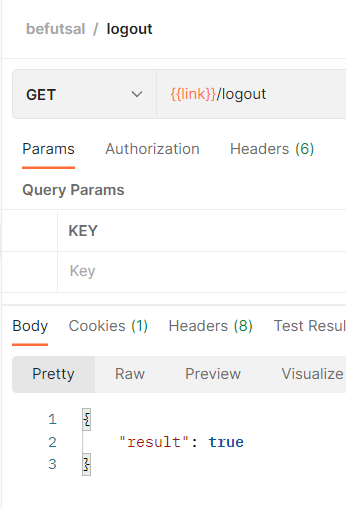 befutsal / logout
GET {{link}}/logout
Params Authorization Headers (6)
Query Params
KEY
Key
Body Cookies (1) Headers (8) Test Resul
Pretty Raw Preview Visualize
1 {
2 "result": true
3 }